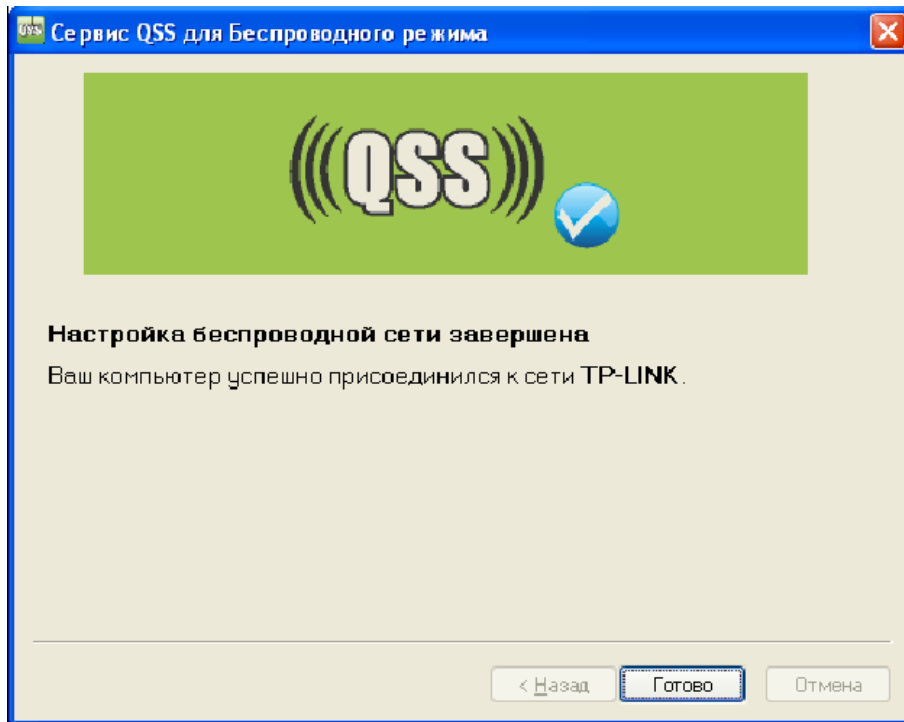 Сервис QSS для Беспроводного режима
(((QSS)))
Настройка беспроводной сети завершена
Ваш компьютер успешно присоединился к сети TP-LINK.
< Назад
Готово
Отмена